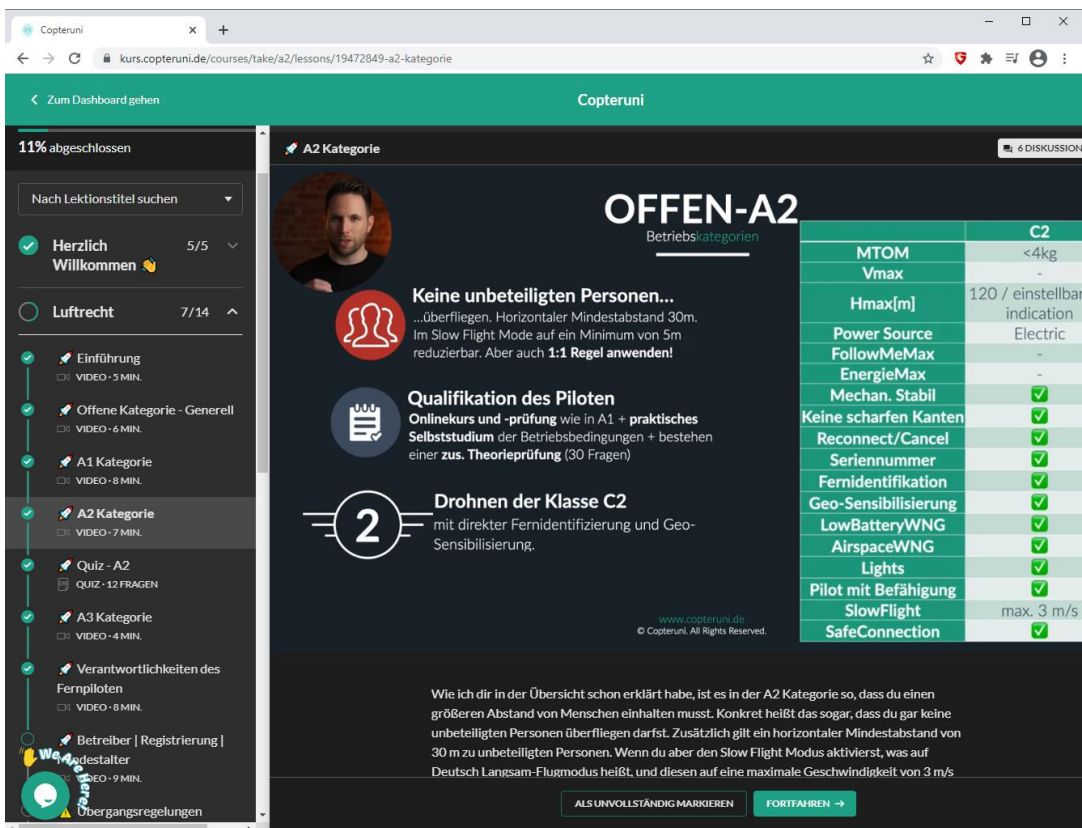 Copteruni
kurs.copteruni.de/courses/take/a2/lessons/19472849-a2-kategorie
Zum Dashboard gehen
Copteruni
11% abgeschlossen
Nach Lektionstitel suchen
Herzlich Willkommen 👋
5/5
Luftrecht
7/14
🚀 Einführung
VIDEO · 5 MIN.
🚀 Offene Kategorie - Generell
VIDEO · 6 MIN.
🚀 A1 Kategorie
VIDEO · 8 MIN.
🚀 A2 Kategorie
VIDEO · 7 MIN.
🚀 Quiz - A2
QUIZ · 12 FRAGEN
🚀 A3 Kategorie
VIDEO · 4 MIN.
🚀 Verantwortlichkeiten des
Fernpiloten
VIDEO · 8 MIN.
🚀 Betreiber | Registrierung |
VIDEO · 9 MIN.
⚠️ Übergangsregelungen
We Are Here!
🚀 A2 Kategorie
6 DISKUSSION
OFFEN-A2
Betriebskategorien
Keine unbeteiligten Personen...
...überfliegen. Horizontaler Mindestabstand 30m.
Im Slow Flight Mode auf ein Minimum von 5m
reduzierbar. Aber auch 1:1 Regel anwenden!
Qualifikation des Piloten
Onlinekurs und -prüfung wie in A1 + praktisches
Selbststudium der Betriebsbedingungen + bestehen
einer zus. Theorieprüfung (30 Fragen)
2
Drohnen der Klasse C2
mit direkter Fernidentifizierung und Geo-
Sensibilisierung.
www.copteruni.de
© Copteruni. All Rights Reserved.
C2
MTOM <4kg
Vmax -
Hmax[m] 120 / einstellbar
indication
Power Source Electric
FollowMeMax -
EnergieMax -
Mechan. Stabil ✅
Keine scharfen Kanten ✅
Reconnect/Cancel ✅
Seriennummer ✅
Fernidentifikation ✅
Geo-Sensibilisierung ✅
LowBatteryWNG ✅
AirspaceWNG ✅
Lights ✅
Pilot mit Befähigung ✅
SlowFlight max. 3 m/s
SafeConnection ✅
Wie ich dir in der Übersicht schon erklärt habe, ist es in der A2 Kategorie so, dass du einen
größeren Abstand von Menschen einhalten musst. Konkret heißt das sogar, dass du gar keine
unbeteiligten Personen überfliegen darfst. Zusätzlich gilt ein horizontaler Mindestabstand von
30 m zu unbeteiligten Personen. Wenn du aber den Slow Flight Modus aktivierst, was auf
Deutsch Langsam-Flugmodus heißt, und diesen auf eine maximale Geschwindigkeit von 3 m/s
ALS UNVOLLSTÄNDIG MARKIEREN
FORTFAHREN →